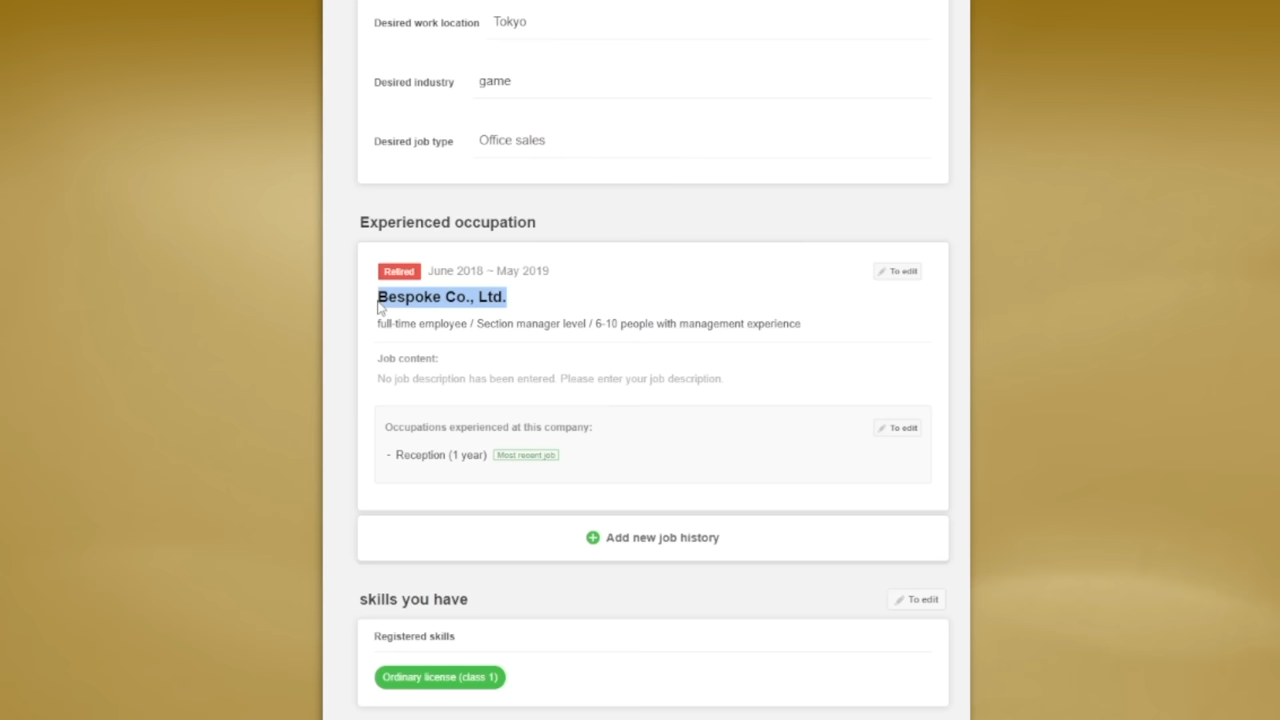 Desired work location Tokyo
Desired industry game
Desired job type Office sales
Experienced occupation
Retired June 2018 ~ May 2019 To edit
Bespoke Co., Ltd.
full-time employee / Section manager level / 6-10 people with management experience
Job content:
No job description has been entered. Please enter your job description.
Occupations experienced at this company: To edit
- Reception (1 year) Most recent job
Add new job history
skills you have To edit
Registered skills
Ordinary license (class 1)